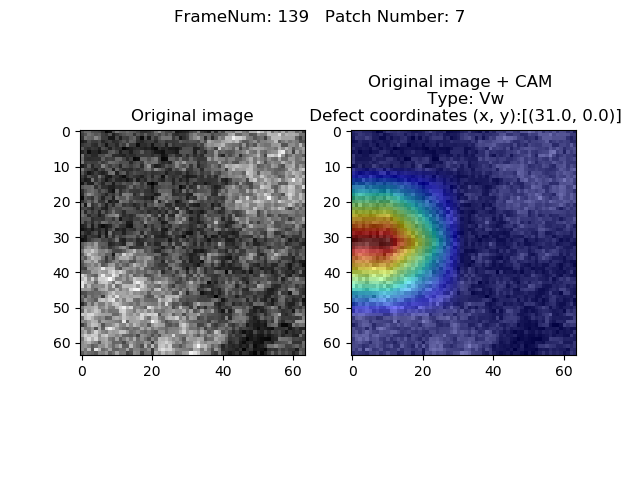 FrameNum: 139   Patch Number: 7
Original image
Original image + CAM
Type: Vw
Defect coordinates (x, y):[(31.0, 0.0)]
0
10
20
30
40
50
60
0 20 40 60
0
10
20
30
40
50
60
0 20 40 60